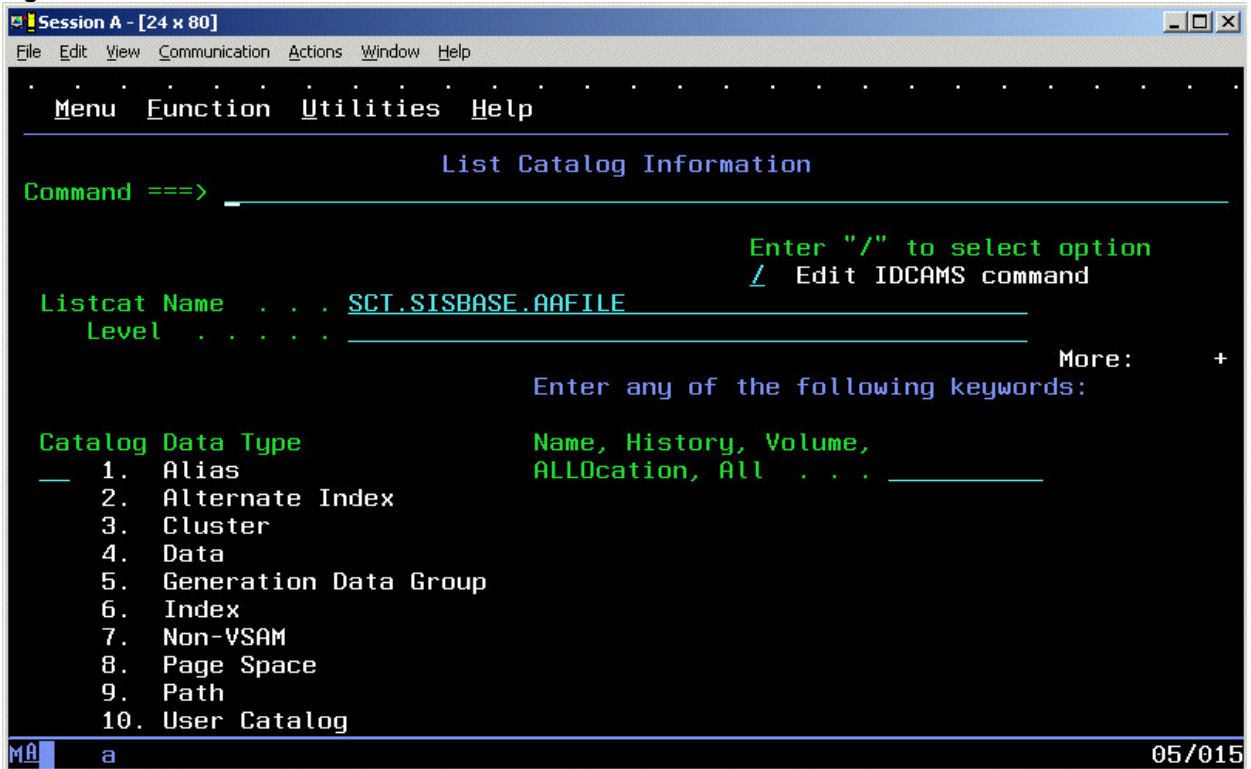 Session A - [24 x 80]
File Edit View Communication Actions Window Help
. . . . . . . . . . . . . . . . . . . . . . . . . . .
Menu Function Utilities Help
List Catalog Information
Command ===> _
Enter "/" to select option
/ Edit IDCAMS command
Listcat Name . . . SCT.SISBASE.AAFILE
Level . . . . .
More: +
Enter any of the following keywords:
Catalog Data Type Name, History, Volume,
__ 1. Alias ALLOcation, All . . .
2. Alternate Index
3. Cluster
4. Data
5. Generation Data Group
6. Index
7. Non-VSAM
8. Page Space
9. Path
10. User Catalog
MA a 05/015